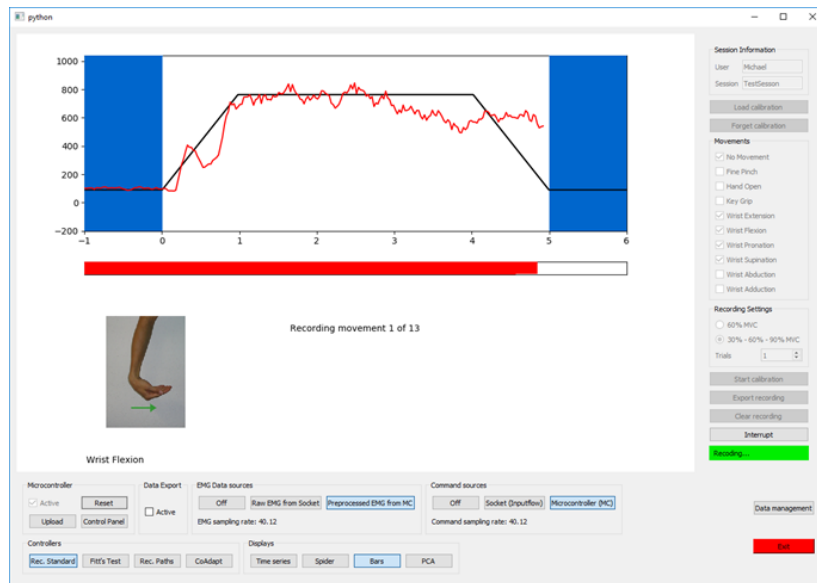 python
Session Information
User Michael
Session TestSession
Load calibration
Forget calibration
Movements
No Movement
Fine Pinch
Hand Open
Key Grip
Wrist Extension
Wrist Flexion
Wrist Pronation
Wrist Supination
Wrist Abduction
Wrist Adduction
Recording Settings
60% MVC
30% - 60% - 90% MVC
Trials 1
Start calibration
Export recording
Clear recording
Interrupt
Recoding...
1000
800
600
400
200
0
−200
−1 0 1 2 3 4 5 6
Recording movement 1 of 13
Wrist Flexion
Microcontroller
Active Reset
Upload Control Panel
Data Export
Active
EMG Data sources
Off Raw EMG from Socket Preprocessed EMG from MC
EMG sampling rate: 40.12
Command sources
Off Socket (Inputflow) Microcontroller (MC)
Command sampling rate: 40.12
Data management
Controllers
Rec. Standard Fitt's Test Rec. Paths CoAdapt
Displays
Time series Spider Bars PCA
Exit